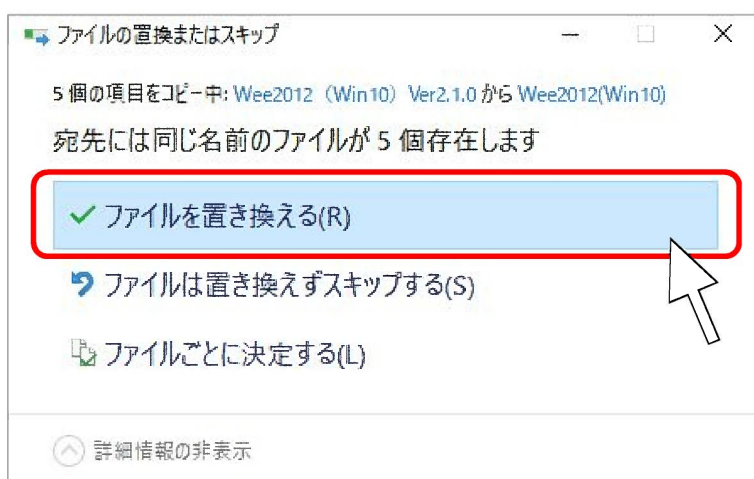 ファイルの置換またはスキップ
5 個の項目をコピー中: Wee2012（Win10）Ver2.1.0 から Wee2012(Win10)
宛先には同じ名前のファイルが 5 個存在します
ファイルを置き換える(R)
ファイルは置き換えずスキップする(S)
ファイルごとに決定する(L)
詳細情報の非表示